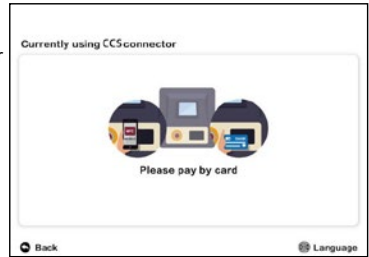 r
Currently using CCS connector
Please pay by card
Back
Language